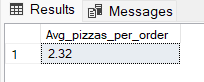 Results Messages
Avg_pizzas_per_order
1 2.32